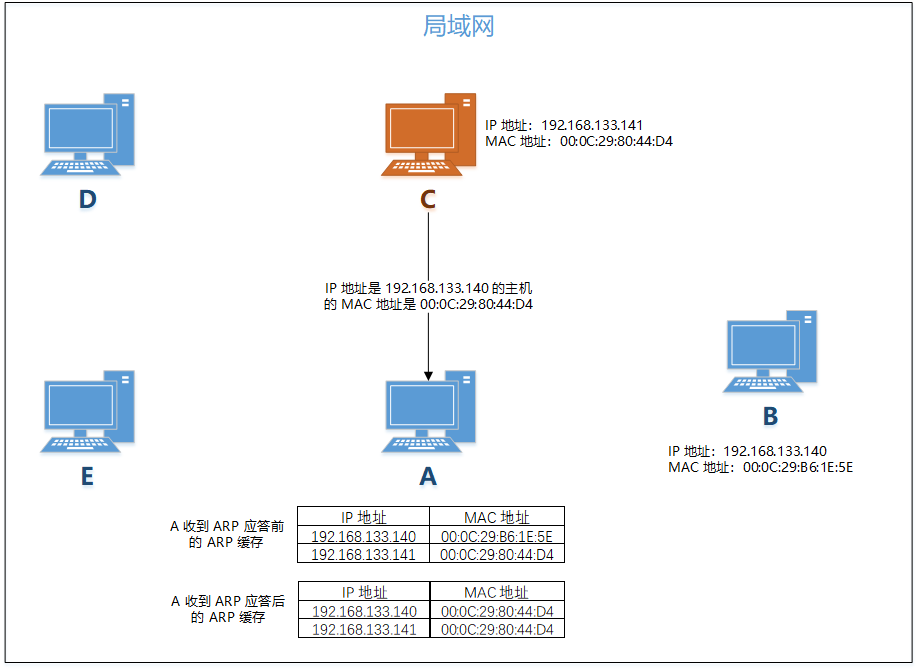 局域网
D
C
IP 地址：192.168.133.141
MAC 地址：00:0C:29:80:44:D4
IP 地址是 192.168.133.140 的主机
的 MAC 地址是 00:0C:29:80:44:D4
E
A
B
IP 地址：192.168.133.140
MAC 地址：00:0C:29:B6:1E:5E
A 收到 ARP 应答前
的 ARP 缓存
IP 地址 MAC 地址
192.168.133.140 00:0C:29:B6:1E:5E
192.168.133.141 00:0C:29:80:44:D4
A 收到 ARP 应答后
的 ARP 缓存
IP 地址 MAC 地址
192.168.133.140 00:0C:29:80:44:D4
192.168.133.141 00:0C:29:80:44:D4